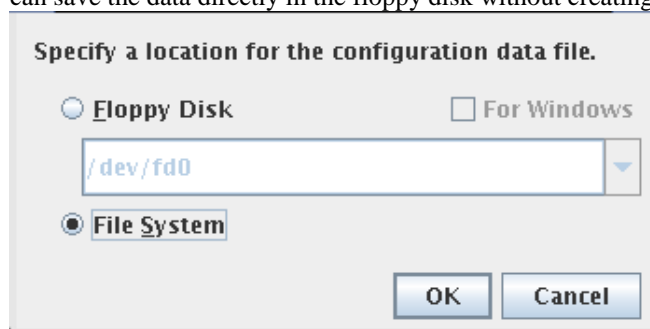 can save the data directly in the floppy disk without creating
Specify a location for the configuration data file.
Floppy Disk For Windows
/dev/fd0
File System
OK Cancel